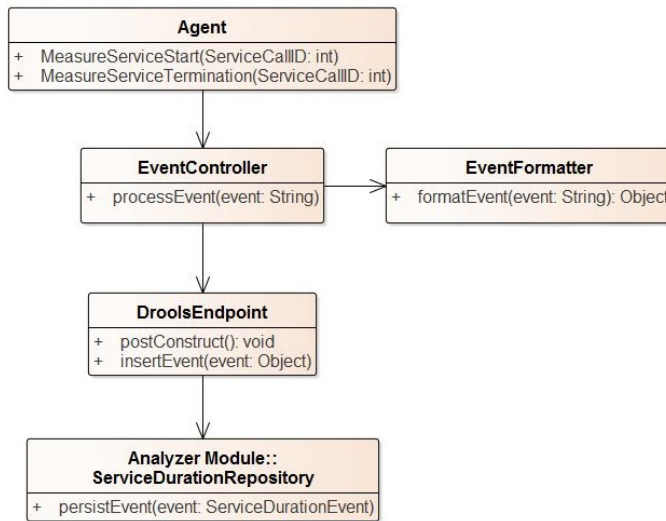 Agent
+ MeasureServiceStart(ServiceCallID: int)
+ MeasureServiceTermination(ServiceCallID: int)
EventController
+ processEvent(event: String)
EventFormatter
+ formatEvent(event: String): Object
DroolsEndpoint
+ postConstruct(): void
+ insertEvent(event: Object)
Analyzer Module::
ServiceDurationRepository
+ persistEvent(event: ServiceDurationEvent)